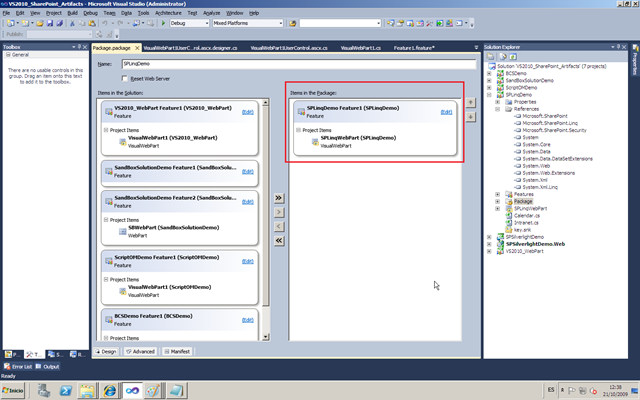 VS2010_SharePoint_Artifacts - Microsoft Visual Studio (Administrator)
File Edit View Project Build Debug Team Data Tools Test Window Help
Debug Mixed Platforms
Publish:
Toolbox
General
There are no usable controls in this
group. Drag an item onto this text
to add it to the toolbox.
Package.package VisualWebPart1UserC...rol.ascx.designer.cs VisualWebPart1UserControl.ascx.cs VisualWebPart1.cs Feature1.feature*
Name: SPLinqDemo
Reset Web Server
Items in the Solution:
VS2010_WebPart Feature1 (VS2010_WebPart)
Feature
(Edit)
Project Items
VisualWebPart1 (VS2010_WebPart)
VisualWebPart
SandBoxSolutionDemo Feature1 (SandBoxSolu...
Feature
(Edit)
SandBoxSolutionDemo Feature2 (SandBoxSolu...
Feature
(Edit)
Project Items
SBWebPart (SandboxSolutionDemo)
WebPart
ScriptOMDemo Feature1 (ScriptOMDemo)
Feature
(Edit)
Project Items
VisualWebPart1 (ScriptOMDemo)
VisualWebPart
BCSDemo Feature1 (BCSDemo)
Feature
(Edit)
Project Items
Items in the Package:
SPLinqDemo Feature1 (SPLinqDemo)
Feature
(Edit)
Project Items
SPLinqWebPart (SPLinqDemo)
VisualWebPart
Design Advanced Manifest
Solution Explorer
Solution 'VS2010_SharePoint_Artifacts' (7 projects)
BCSDemo
SandBoxSolutionDemo
ScriptOMDemo
SPLinqDemo
Properties
References
Microsoft.SharePoint
Microsoft.SharePoint.Linq
Microsoft.SharePoint.Security
System
System.Core
System.Data
System.Data.DataSetExtensions
System.Web
System.Web.Extensions
System.Xml
System.Xml.Linq
Features
Package
SPLinqWebPart
Calendar.cs
Intranet.cs
key.snk
SPSilverlightDemo
SPSilverlightDemo.Web
VS2010_WebPart
Properties
P... T... S... R...
Error List Output
Ready
Inicio
ES
12:38
21/10/2009